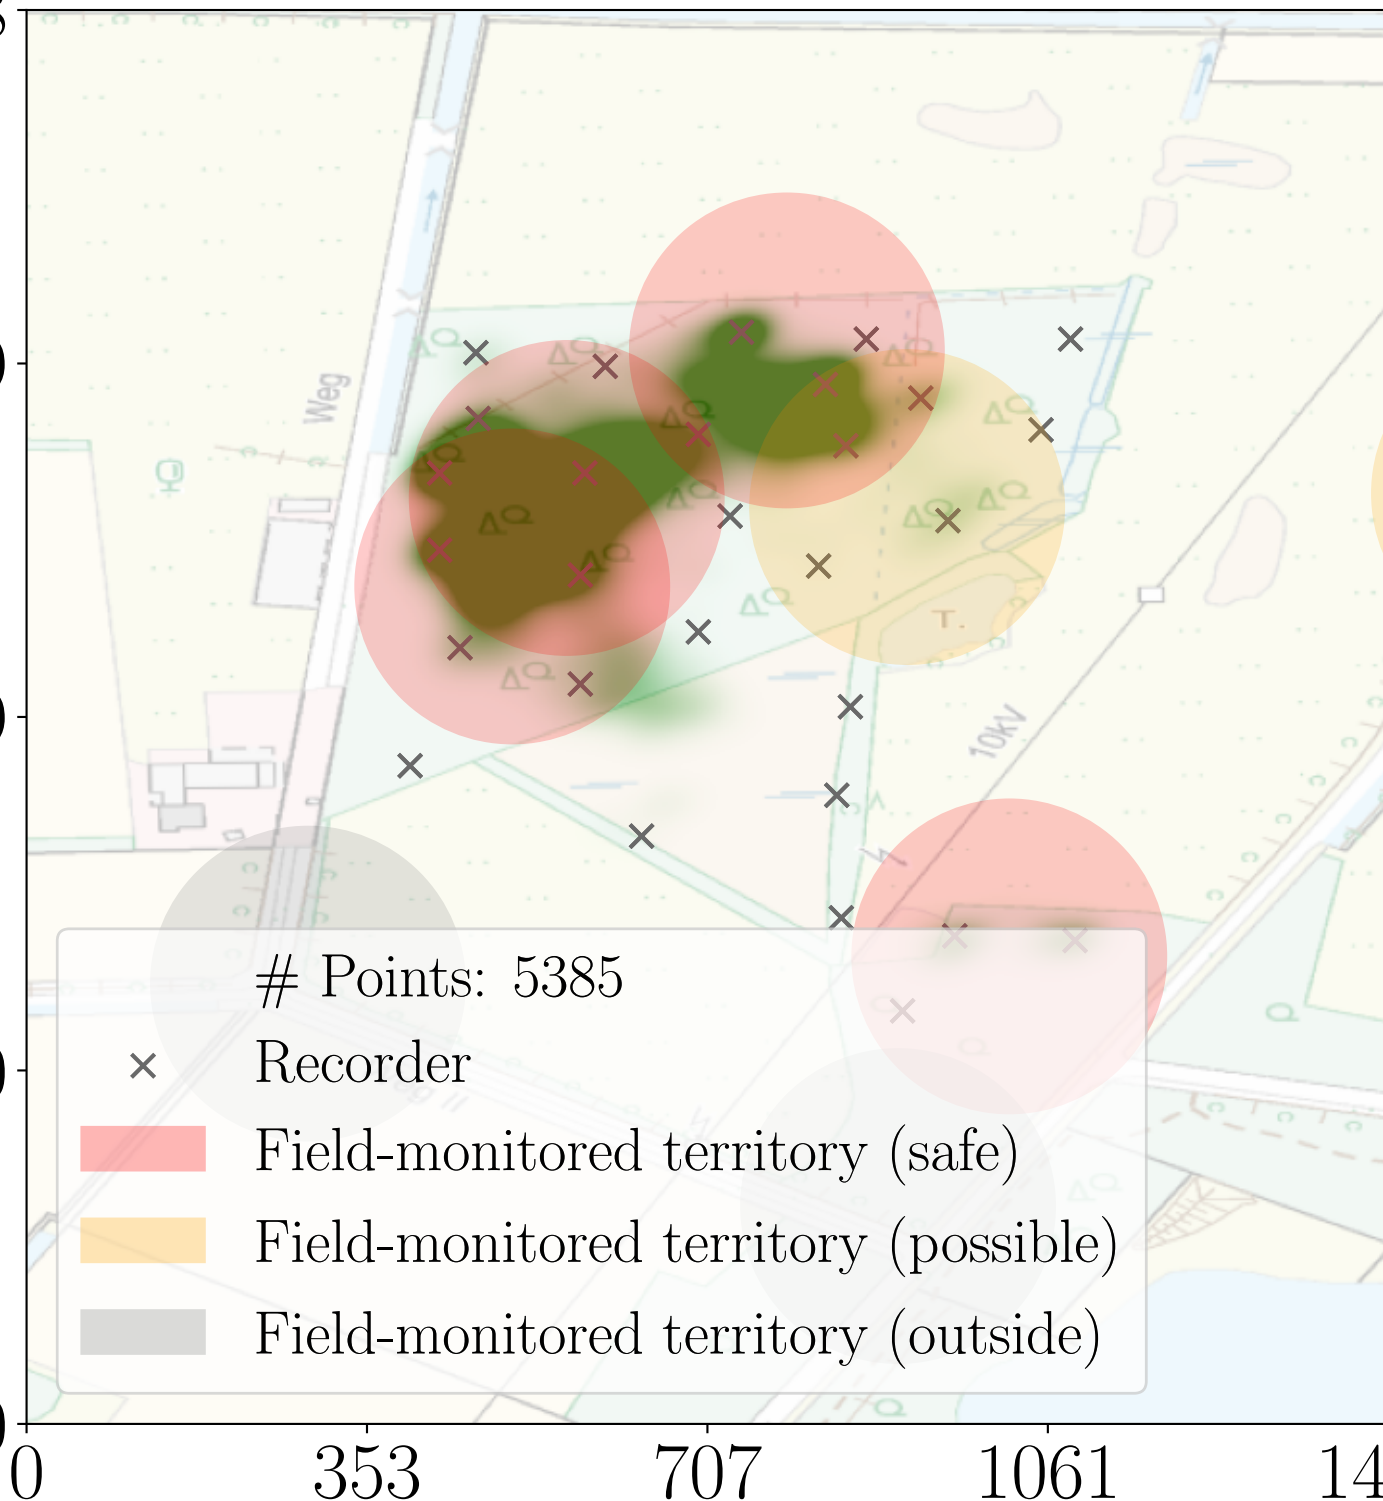 Weg
T.
10kV
# Points: 5385
Recorder
Field-monitored territory (safe)
Field-monitored territory (possible)
Field-monitored territory (outside)
0
353
707
1061
14